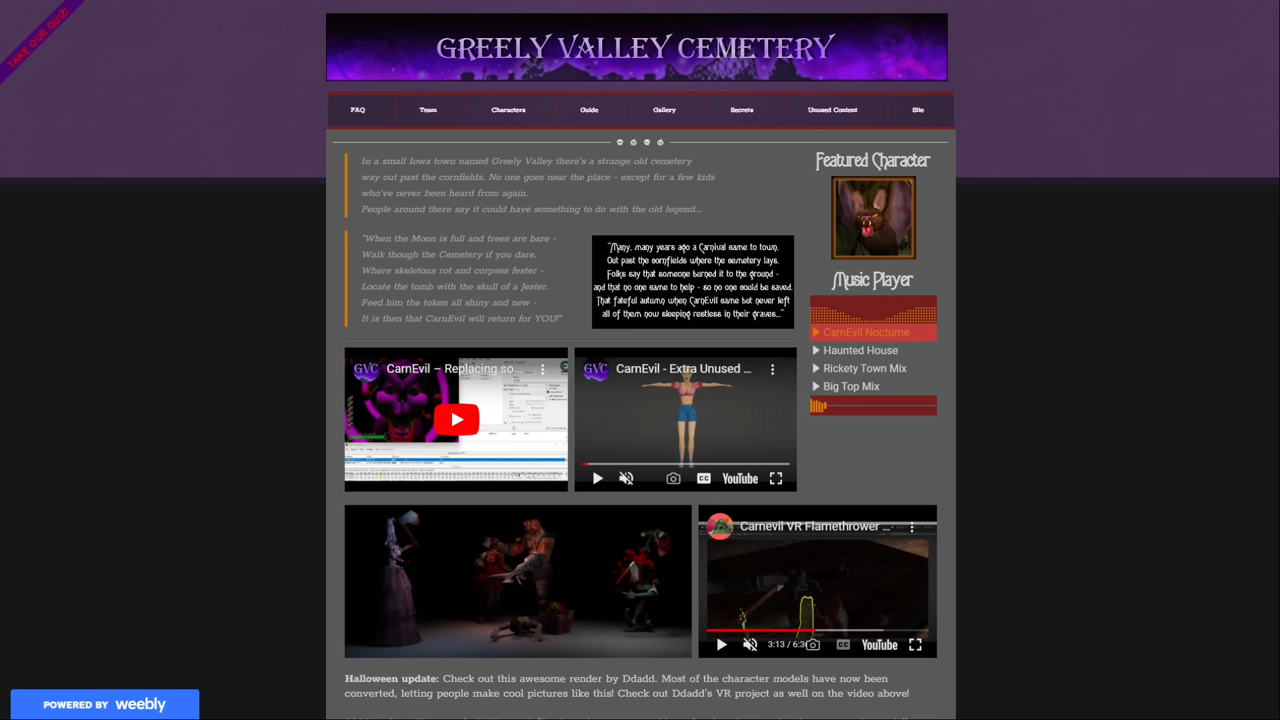 TAKE OUR QUIZ!
GREELY VALLEY CEMETERY
FAQ
Team
Characters
Guide
Gallery
Secrets
Unused Content
Site
In a small Iowa town named Greely Valley there's a strange old cemetery
way out past the cornfields. No one goes near the place - except for a few kids
who've never been heard from again.
People around there say it could have something to do with the old legend...
"When the Moon is full and trees are bare -
Walk though the Cemetery if you dare.
Where skeletons rot and corpses fester -
Locate the tomb with the skull of a Jester.
Feed him the token all shiny and new -
It is then that CarnEvil will return for YOU!"
"Many, many years ago a Carnival came to town.
Out past the cornfields where the cemetery lays.
Folks say that someone burned it to the ground -
and that no one came to help - so no one could be saved.
That fateful autumn when CarnEvil came but never left
all of them now sleeping restless in their graves..."
Featured Character
Music Player
CarnEvil Nocturne
Haunted House
Rickety Town Mix
Big Top Mix
GVC
CarnEvil – Replacing so...
GVC
CarnEvil - Extra Unused ...
CC
YouTube
Carnevil VR Flamethrower ...
3:13 / 6:3
CC
YouTube
Halloween update: Check out this awesome render by Ddadd. Most of the character models have now been
converted, letting people make cool pictures like this! Check out Ddadd's VR project as well on the video above!
POWERED BY weebly